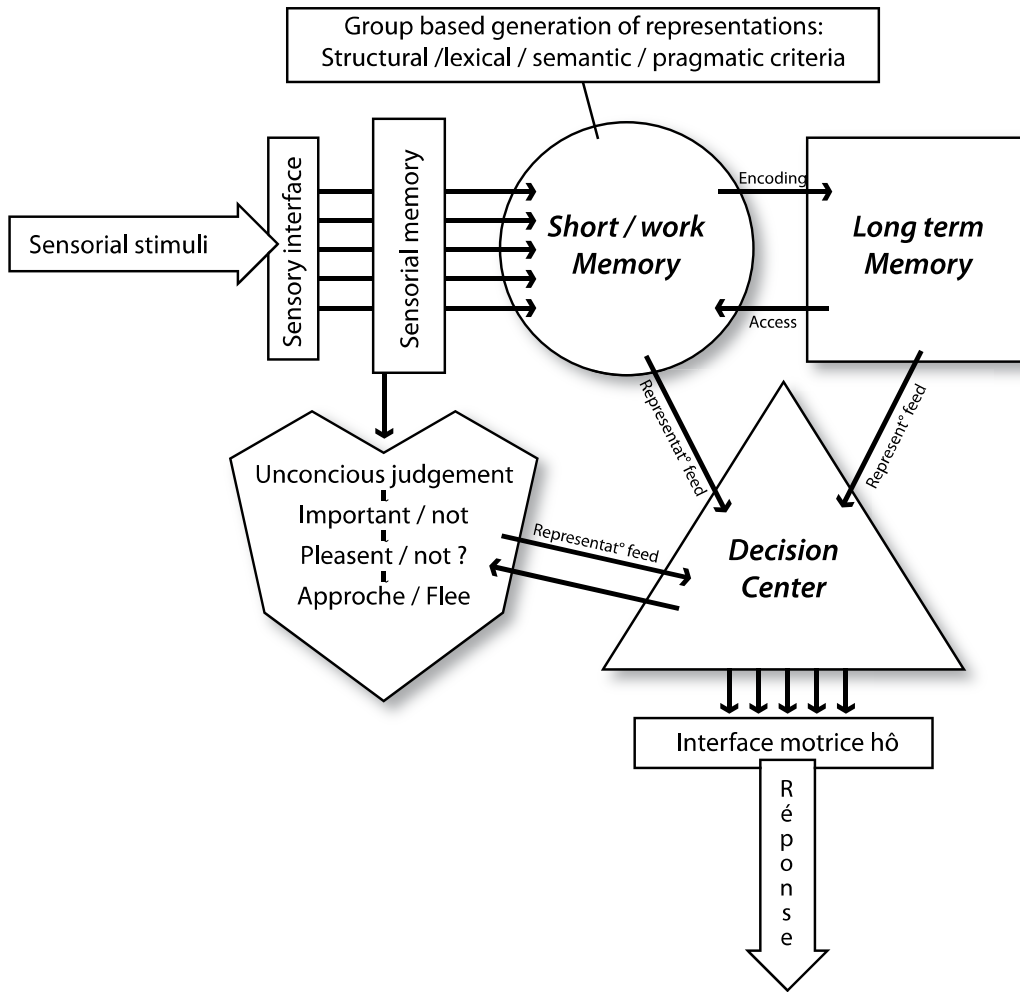 Group based generation of representations:
Structural /lexical / semantic / pragmatic criteria
Sensorial stimuli
Sensory interface
Sensorial memory
Short / work
Memory
Encoding
Access
Long term
Memory
Representat° feed
Represent° feed
Unconcious judgement
Important / not
Pleasent / not ?
Approche / Flee
Representat° feed
Decision
Center
Interface motrice hô
Réponse